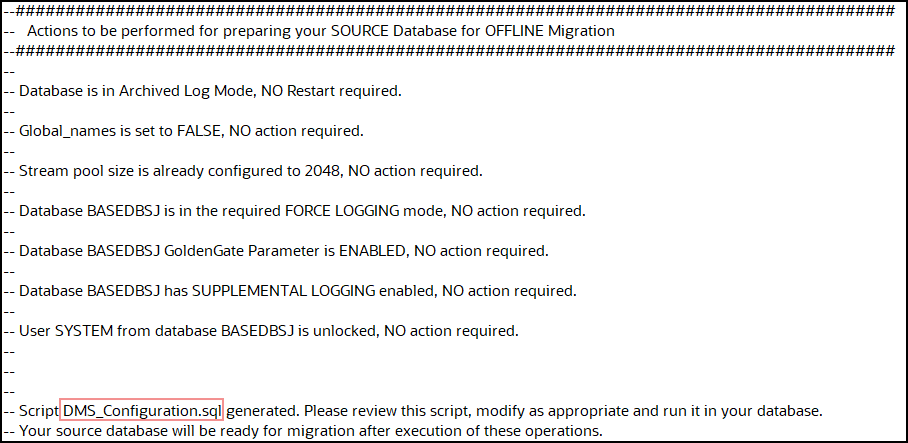 --########################################################################################
--   Actions to be performed for preparing your SOURCE Database for OFFLINE Migration
--########################################################################################
--
-- Database is in Archived Log Mode, NO Restart required.
--
-- Global_names is set to FALSE, NO action required.
--
-- Stream pool size is already configured to 2048, NO action required.
--
-- Database BASEDBSJ is in the required FORCE LOGGING mode, NO action required.
--
-- Database BASEDBSJ GoldenGate Parameter is ENABLED, NO action required.
--
-- Database BASEDBSJ has SUPPLEMENTAL LOGGING enabled, NO action required.
--
-- User SYSTEM from database BASEDBSJ is unlocked, NO action required.
--
--
--
-- Script DMS_Configuration.sql generated. Please review this script, modify as appropriate and run it in your database.
-- Your source database will be ready for migration after execution of these operations.